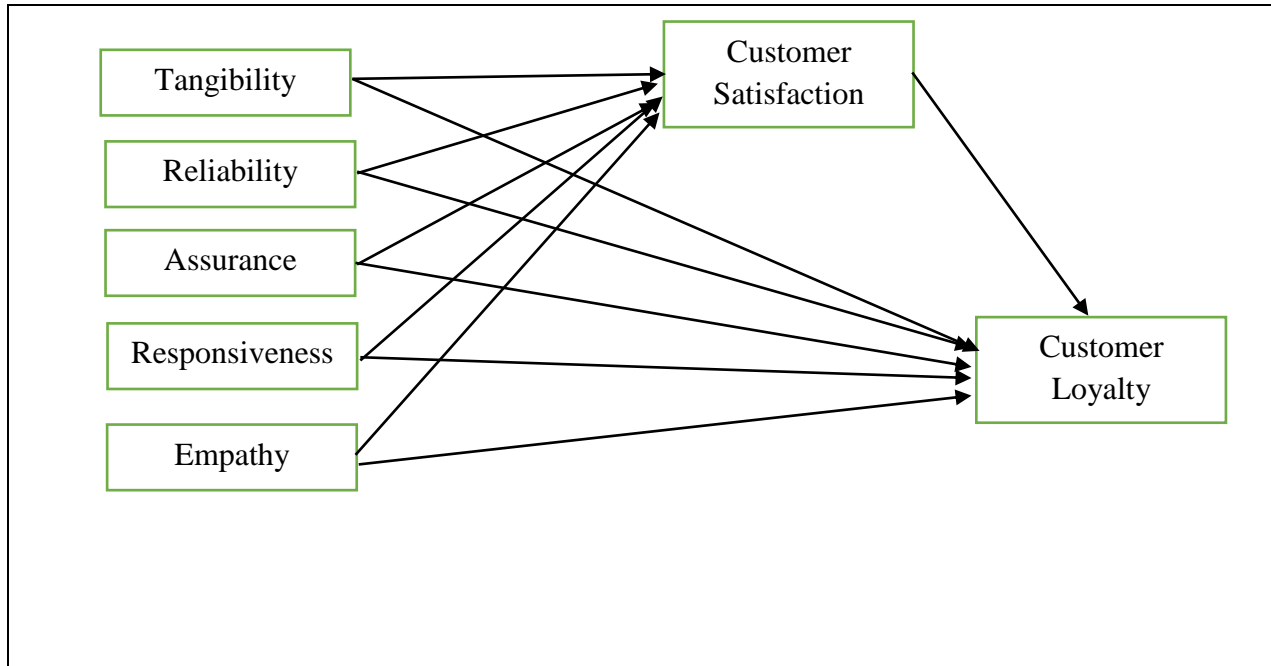 Tangibility
Reliability
Assurance
Responsiveness
Empathy
Customer
Satisfaction
Customer
Loyalty